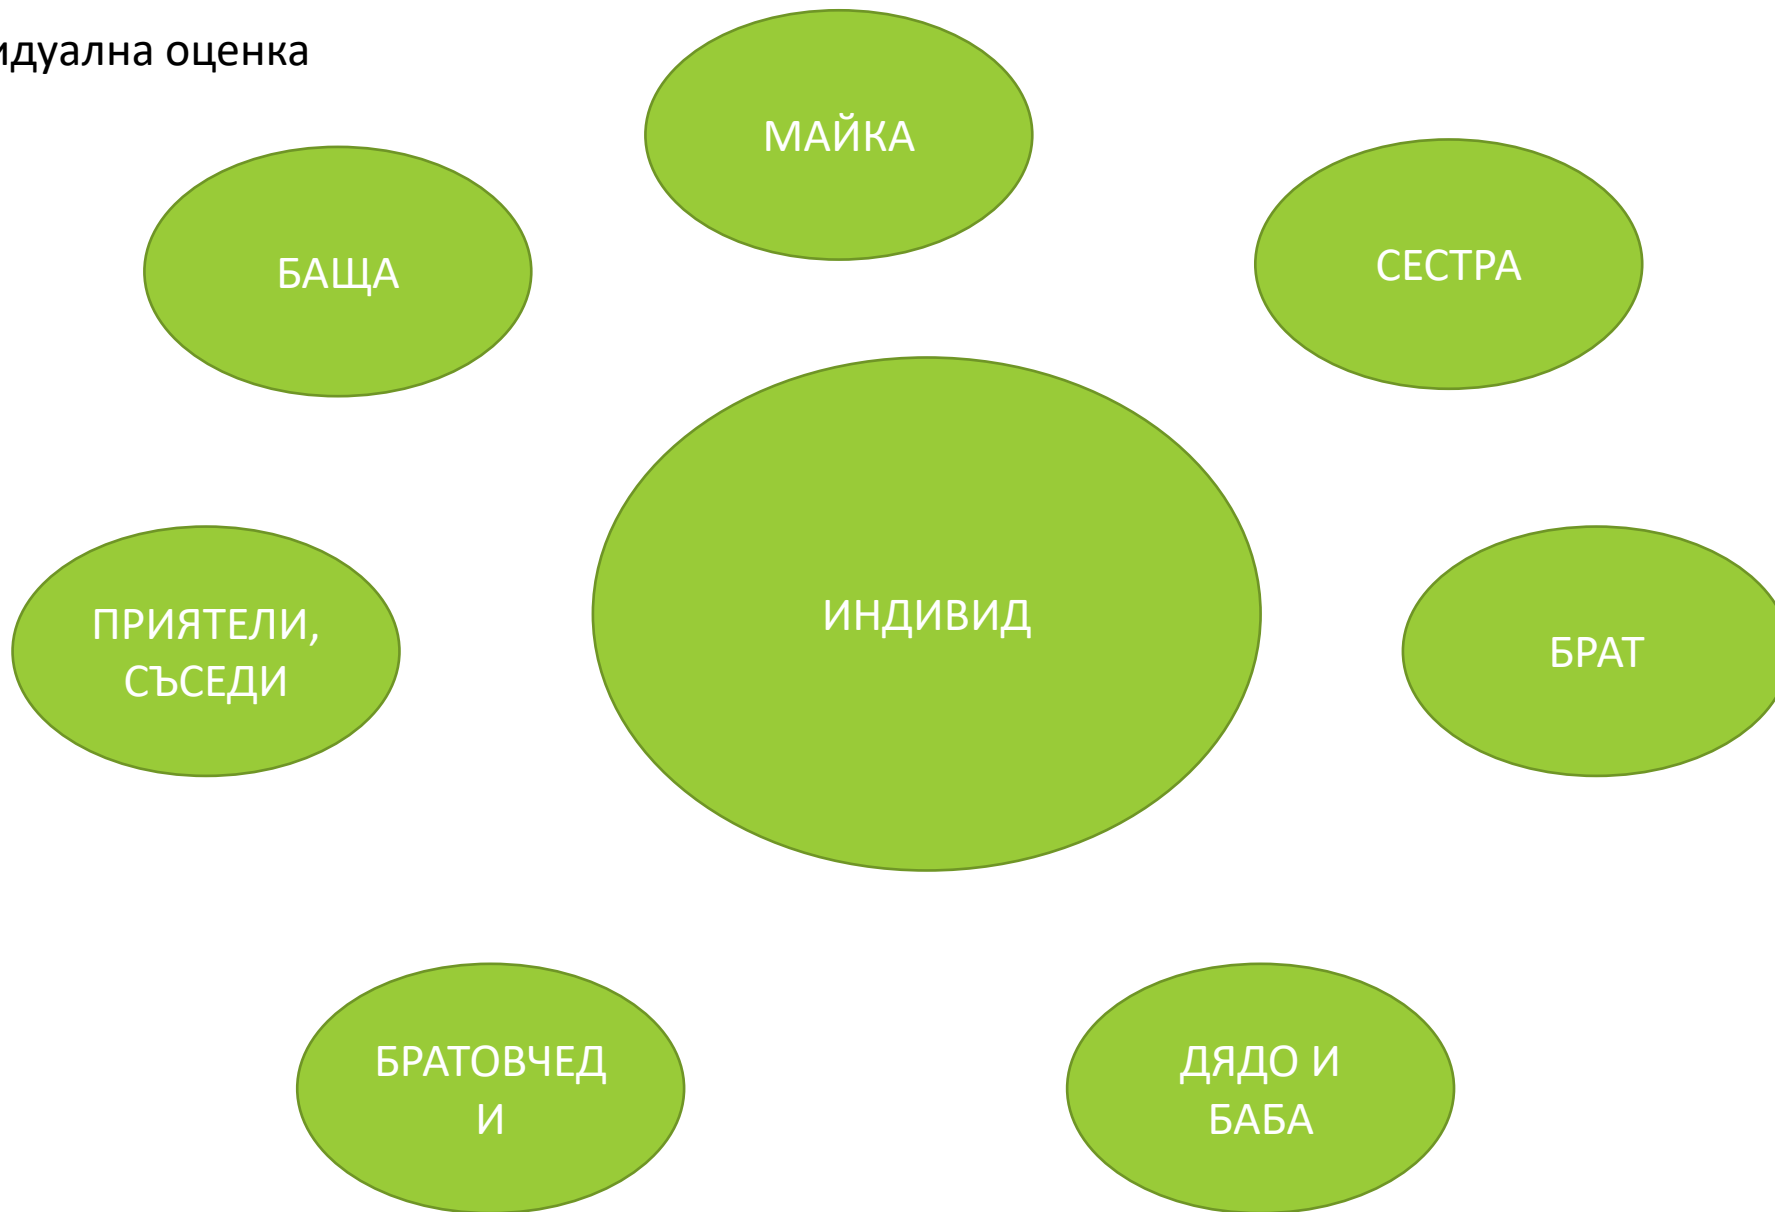 идуална оценка
МАЙКА
БАЩА
СЕСТРА
ИНДИВИД
ПРИЯТЕЛИ,
СЪСЕДИ
БРАТ
БРАТОВЧЕД
И
ДЯДО И
БАБА